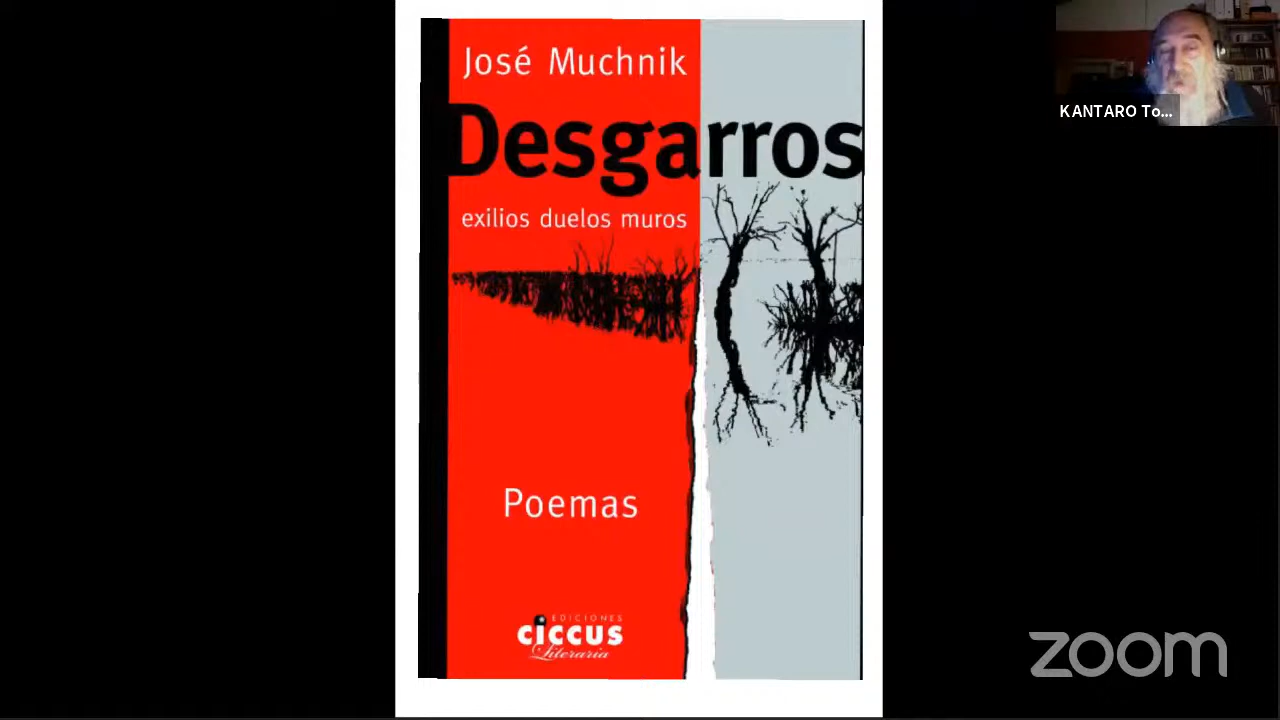 José Muchnik
Desgarros
exilios duelos muros
Poemas
EDICIONES
ciccus
Literaria
KANTARO To...
zoom